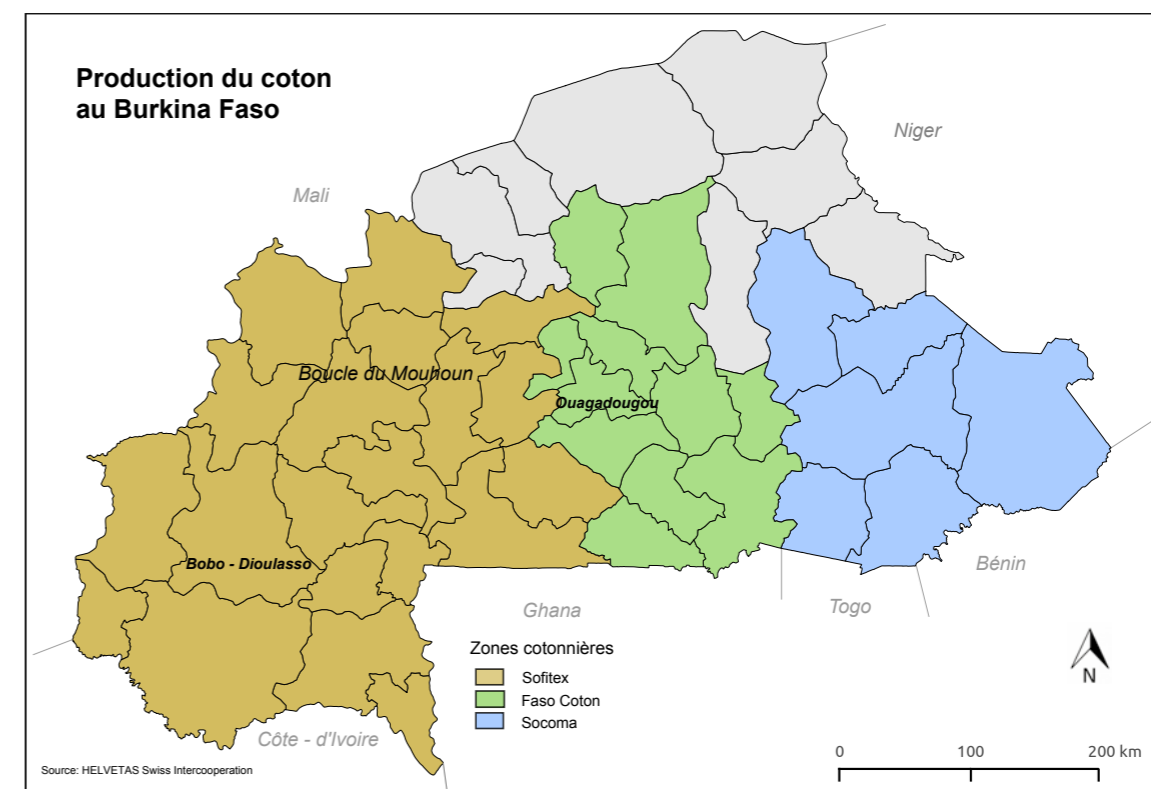 Production du coton
au Burkina Faso
Niger
Mali
Boucle du Mouhoun
Ouagadougou
Bobo - Dioulasso
Bénin
Togo
Ghana
Côte - d'Ivoire
Zones cotonnières
Sofitex
Faso Coton
Socoma
N
0 100 200 km
Source: HELVETAS Swiss Intercooperation